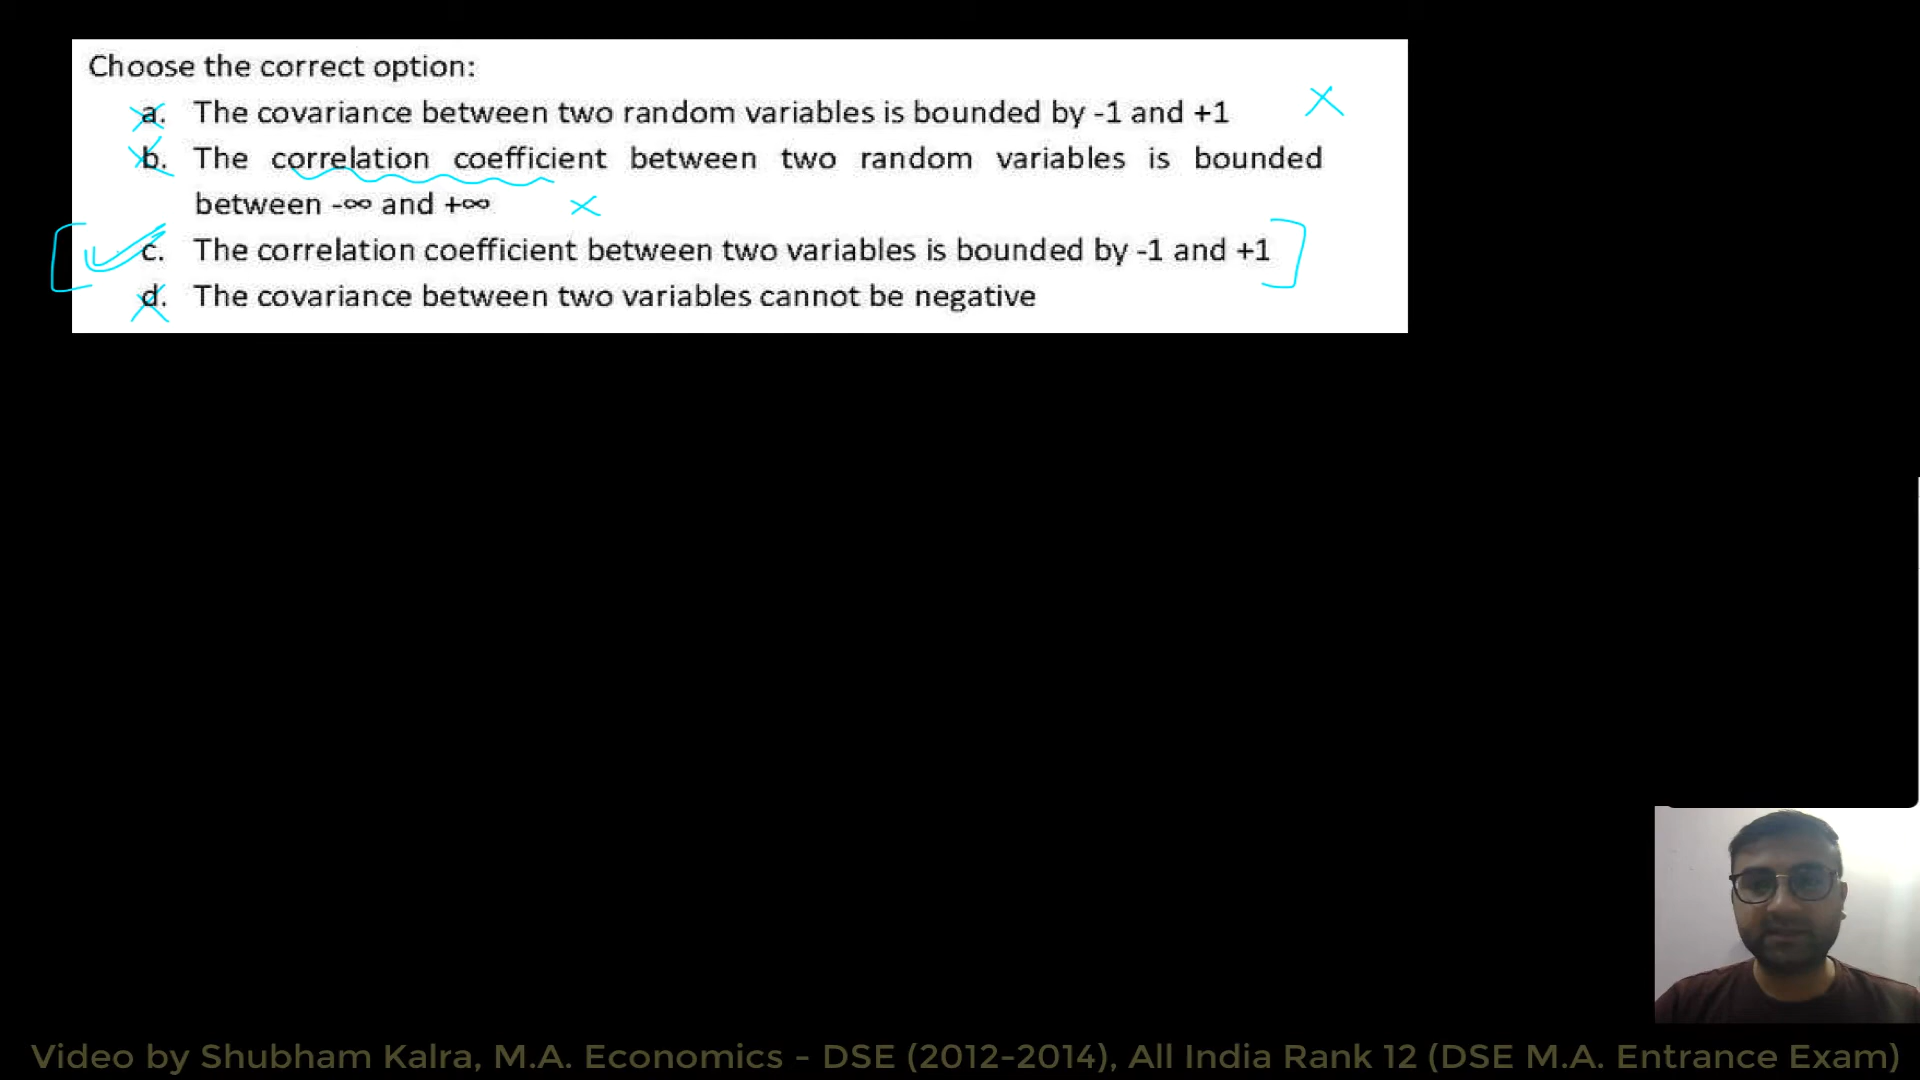 Choose the correct option:
a. The covariance between two random variables is bounded by -1 and +1
b. The correlation coefficient between two random variables is bounded
between -∞ and +∞
c. The correlation coefficient between two variables is bounded by -1 and +1
d. The covariance between two variables cannot be negative
Video by Shubham Kalra, M.A. Economics - DSE (2012-2014), All India Rank 12 (DSE M.A. Entrance Exam)